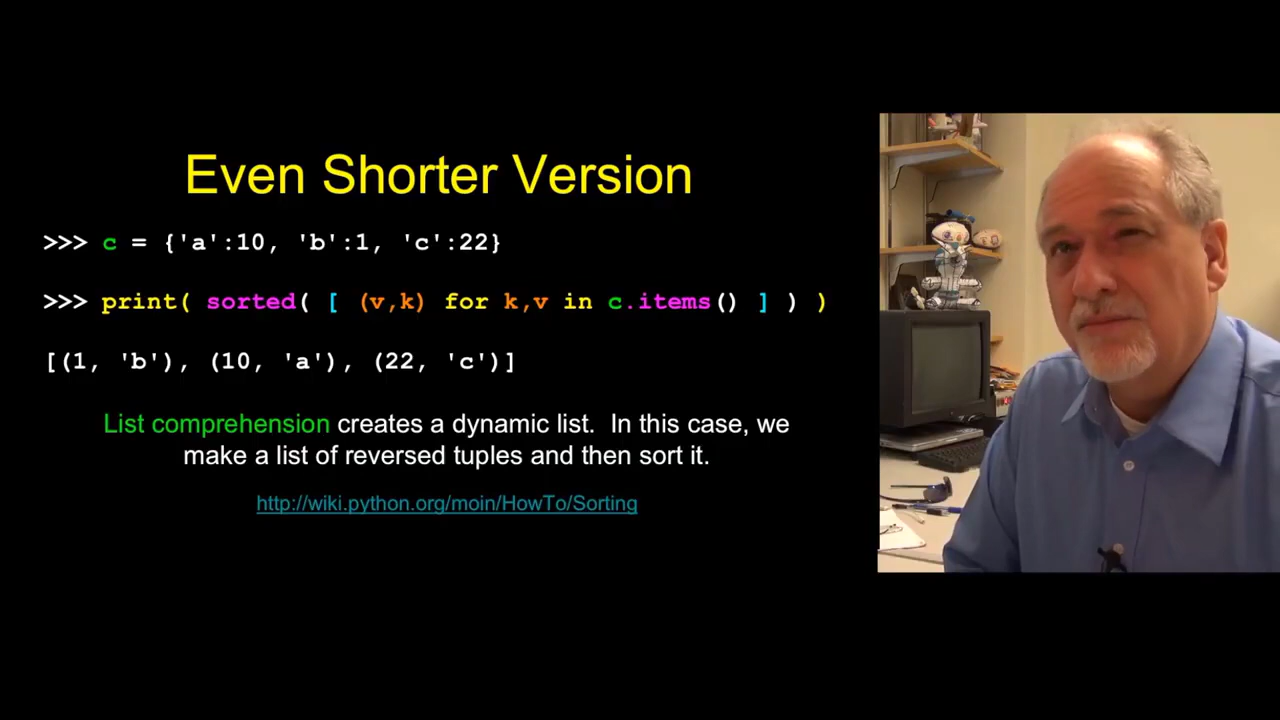 Even Shorter Version
>>> c = {'a':10, 'b':1, 'c':22}
>>> print( sorted( [ (v,k) for k,v in c.items() ] ) )
[(1, 'b'), (10, 'a'), (22, 'c')]
List comprehension creates a dynamic list.  In this case, we
make a list of reversed tuples and then sort it.
http://wiki.python.org/moin/HowTo/Sorting